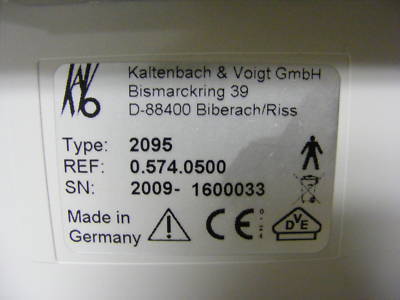 KAVO
Kaltenbach & Voigt GmbH
Bismarckring 39
D-88400 Biberach/Riss
Type: 2095
REF: 0.574.0500
SN: 2009- 1600033
Made in
Germany
CE
DVE